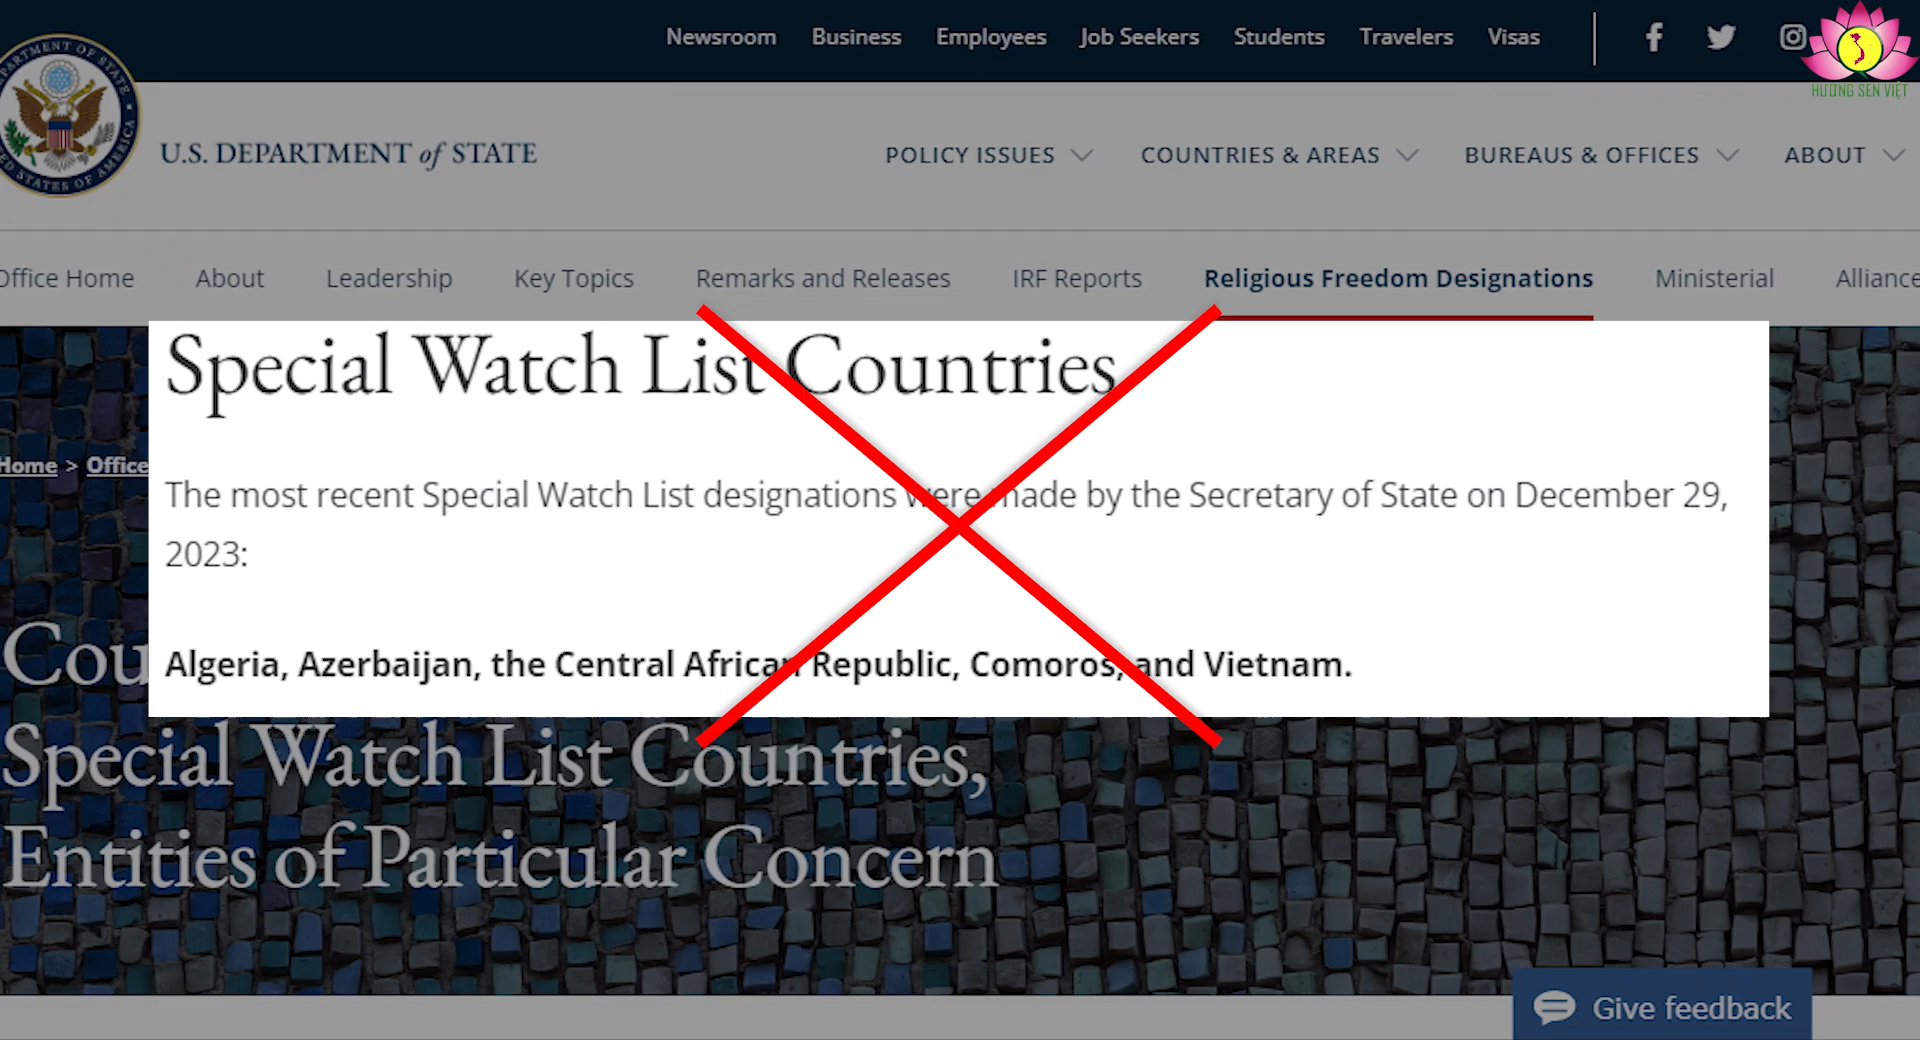 Newsroom Business Employees Job Seekers Students Travelers Visas
HƯƠNG SEN VIỆT
U.S. DEPARTMENT of STATE
POLICY ISSUES COUNTRIES & AREAS BUREAUS & OFFICES ABOUT
Office Home About Leadership Key Topics Remarks and Releases IRF Reports Religious Freedom Designations Ministerial Alliance
Special Watch List Countries
Home > Office
The most recent Special Watch List designations were made by the Secretary of State on December 29,
2023:
Cou
Algeria, Azerbaijan, the Central African Republic, Comoros, and Vietnam.
Special Watch List Countries,
Entities of Particular Concern
Give feedback